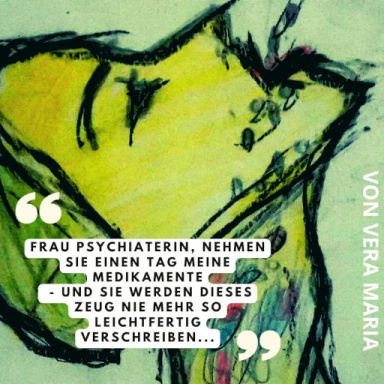 “
FRAU PSYCHIATERIN, NEHMEN
SIE EINEN TAG MEINE
MEDIKAMENTE
- UND SIE WERDEN DIESES
ZEUG NIE MEHR SO
LEICHTFERTIG
VERSCHREIBEN...
”
VON VERA MARIA